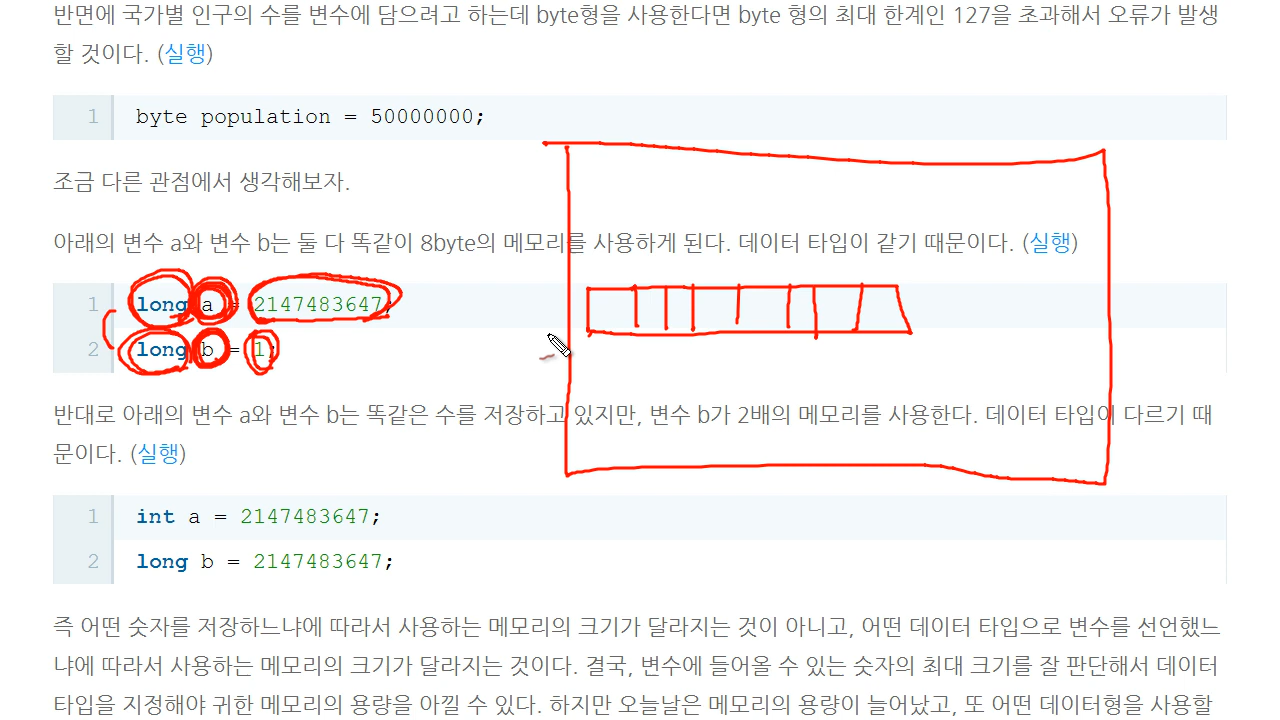 반면에 국가별 인구의 수를 변수에 담으려고 하는데 byte형을 사용한다면 byte 형의 최대 한계인 127을 초과해서 오류가 발생
할 것이다. (실행)
1 byte population = 50000000;
조금 다른 관점에서 생각해보자.
아래의 변수 a와 변수 b는 둘 다 똑같이 8byte의 메모리를 사용하게 된다. 데이터 타입이 같기 때문이다. (실행)
1 long a = 2147483647;
2 long b = 1;
반대로 아래의 변수 a와 변수 b는 똑같은 수를 저장하고 있지만, 변수 b가 2배의 메모리를 사용한다. 데이터 타입이 다르기 때
문이다. (실행)
1 int a = 2147483647;
2 long b = 2147483647;
즉 어떤 숫자를 저장하느냐에 따라서 사용하는 메모리의 크기가 달라지는 것이 아니고, 어떤 데이터 타입으로 변수를 선언했느
냐에 따라서 사용하는 메모리의 크기가 달라지는 것이다. 결국, 변수에 들어올 수 있는 숫자의 최대 크기를 잘 판단해서 데이터
타입을 지정해야 귀한 메모리의 용량을 아낄 수 있다. 하지만 오늘날은 메모리의 용량이 늘어났고, 또 어떤 데이터형을 사용할